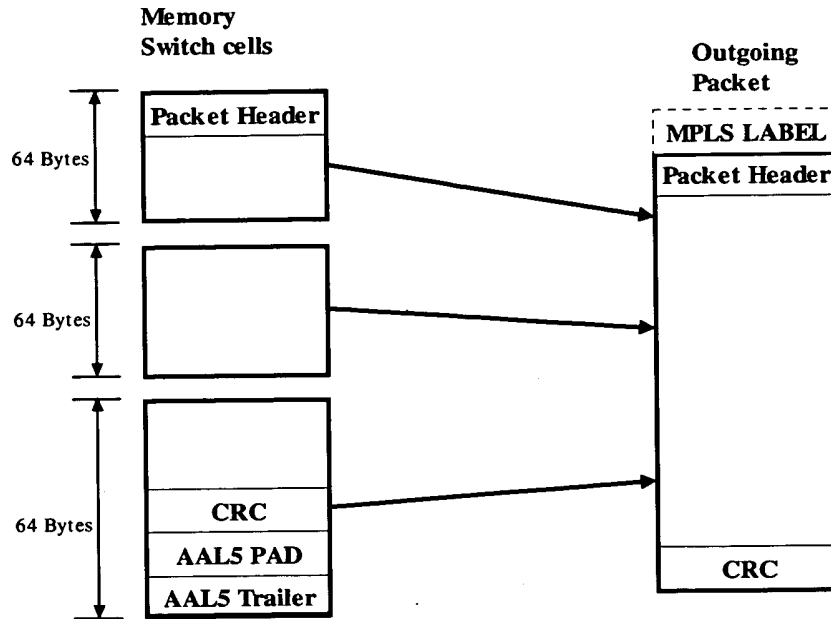 Memory
Switch cells
Outgoing
Packet
MPLS LABEL
Packet Header
Packet Header
64 Bytes
64 Bytes
64 Bytes
CRC
AAL5 PAD
AAL5 Trailer
CRC